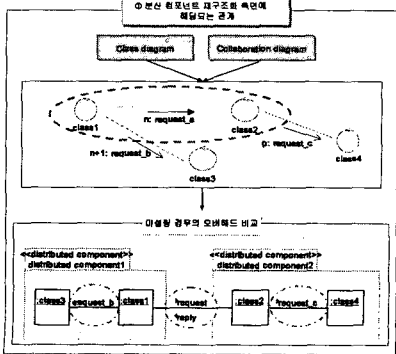 ① 분산 컴포넌트 재구조화 측면에
해당되는 관계
Class diagram
Collaboration diagram
n: request_a
class1
class2
p: request_c
n+1: request_b
class4
class3
마샬링 경우의 오버헤드 비교
<<distributed component>>
distributed component1
<<distributed component>>
distributed component2
:class3
request_b
:class1
*request
*reply
:class2
*request_c
:class4